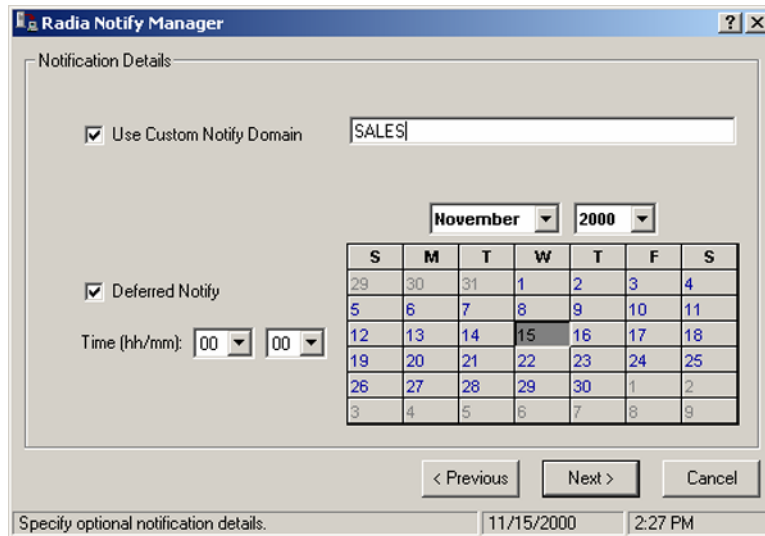 Radia Notify Manager
Notification Details
Use Custom Notify Domain SALES
November 2000
S M T W T F S
29 30 31 1 2 3 4
Deferred Notify
5 6 7 8 9 10 11
Time (hh/mm): 00 00
12 13 14 15 16 17 18
19 20 21 22 23 24 25
26 27 28 29 30 1 2
3 4 5 6 7 8 9
< Previous Next > Cancel
Specify optional notification details. 11/15/2000 2:27 PM